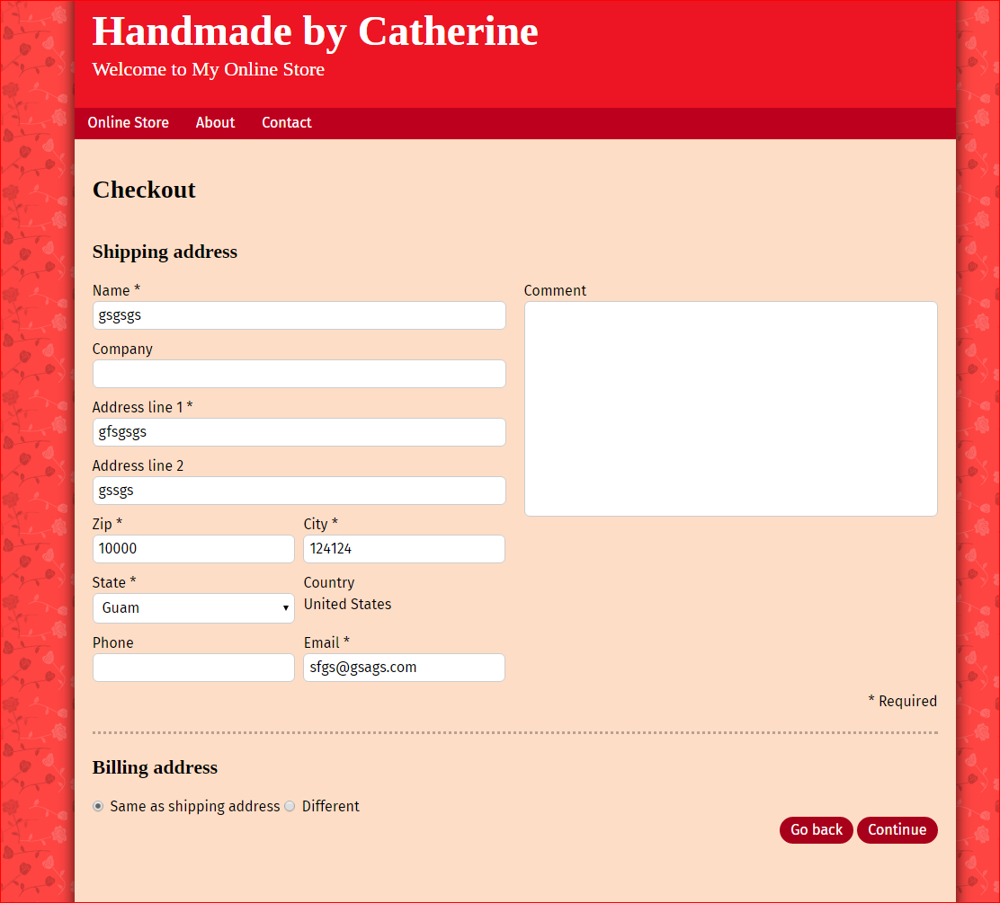 Handmade by Catherine
Welcome to My Online Store
Online Store About Contact
Checkout
Shipping address
Name *
gsgsgs
Company
Address line 1 *
gfsgsgs
Address line 2
gssgs
Comment
Zip * City *
10000 124124
State * Country
Guam United States
Phone Email *
sfgs@gsags.com
* Required
Billing address
Same as shipping address Different
Go back Continue